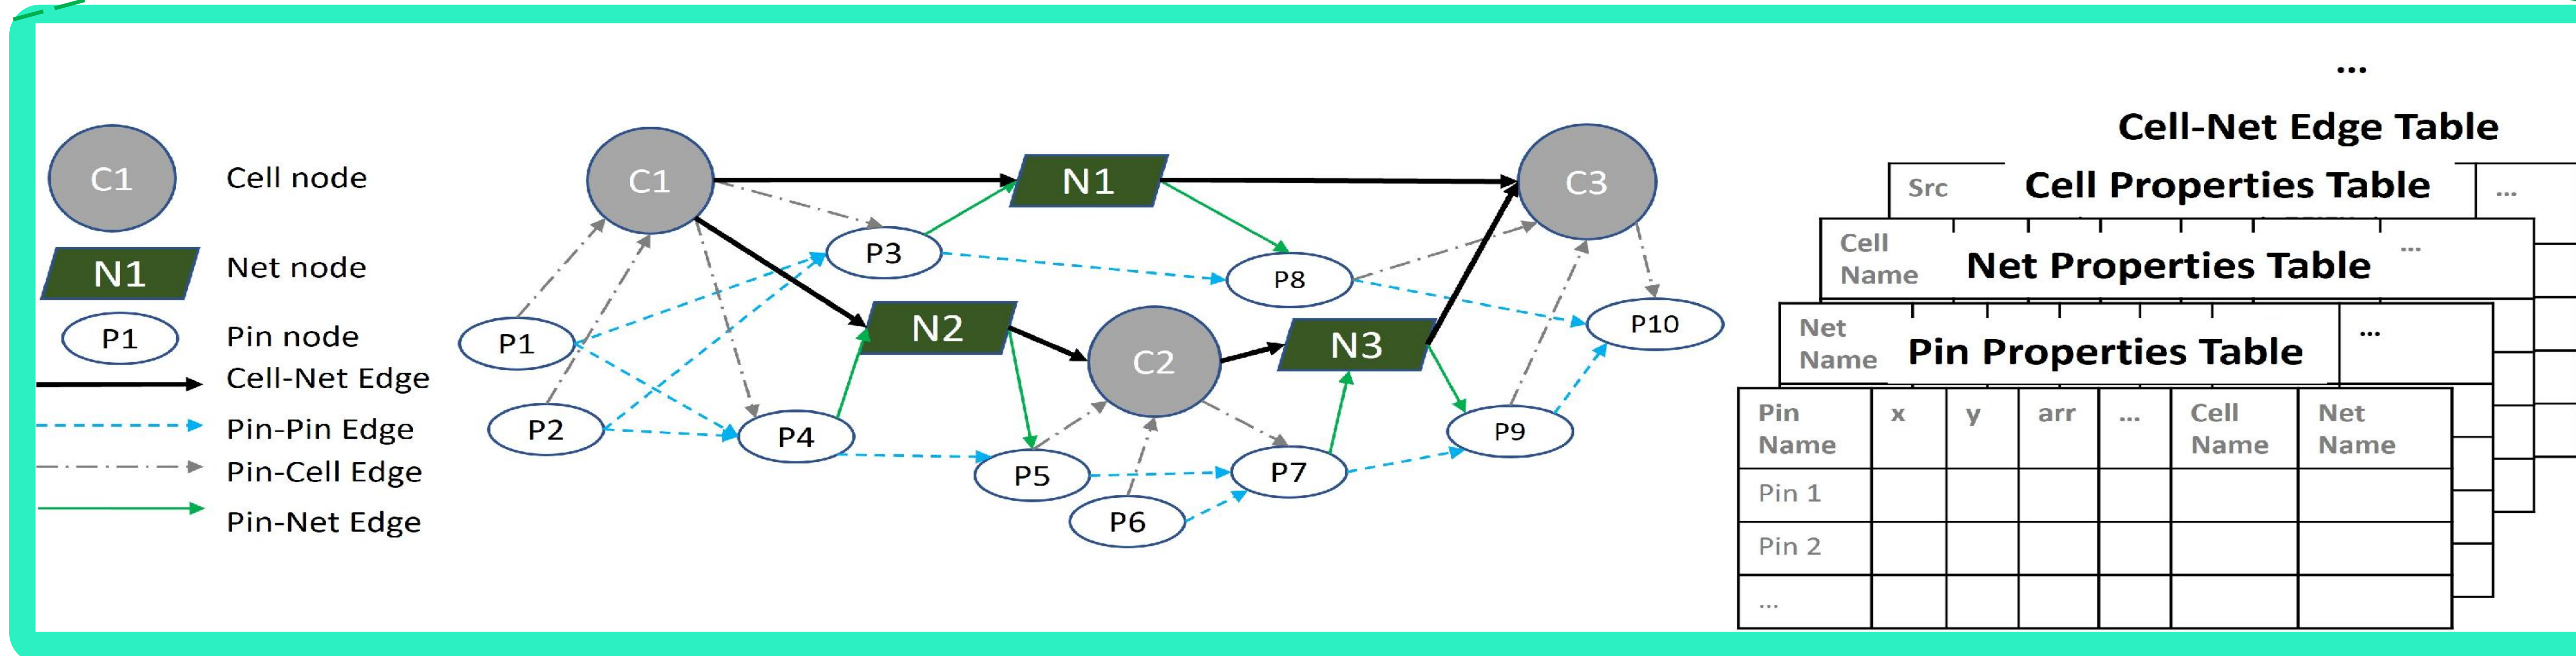 C1 Cell node
N1 Net node
P1 Pin node
Cell-Net Edge
Pin-Pin Edge
Pin-Cell Edge
Pin-Net Edge
C1
N1
C3
P3
P8
P1
N2
C2
N3
P10
P2
P4
P5
P7
P9
P6
...
Cell-Net Edge Table
Src
Cell Properties Table
...
Cell
Name
Net Properties Table
...
Net
Name
Pin Properties Table
...
Pin Name x y arr ... Cell Name Net Name
Pin 1
Pin 2
...